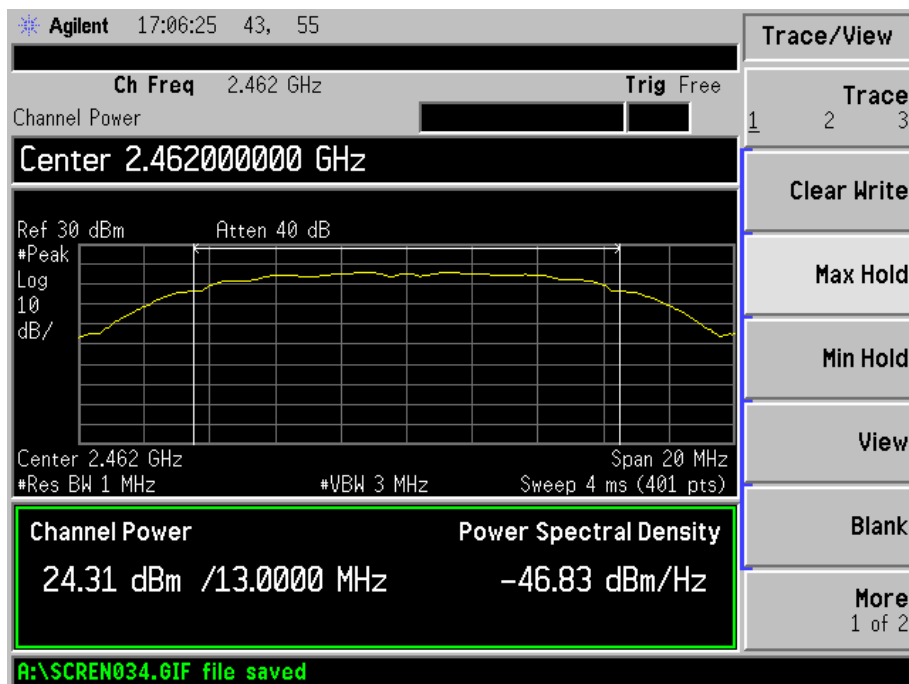 Agilent 17:06:25 43, 55
Trace/View
Ch Freq 2.462 GHz Trig Free
Channel Power
Trace
1 2 3
Center 2.462000000 GHz
Clear Write
Ref 30 dBm Atten 40 dB
#Peak
Log
10
dB/
Max Hold
Min Hold
Center 2.462 GHz Span 20 MHz
#Res BW 1 MHz #VBW 3 MHz Sweep 4 ms (401 pts)
View
Channel Power Power Spectral Density
24.31 dBm /13.0000 MHz -46.83 dBm/Hz
Blank
More
1 of 2
A:\SCREN034.GIF file saved